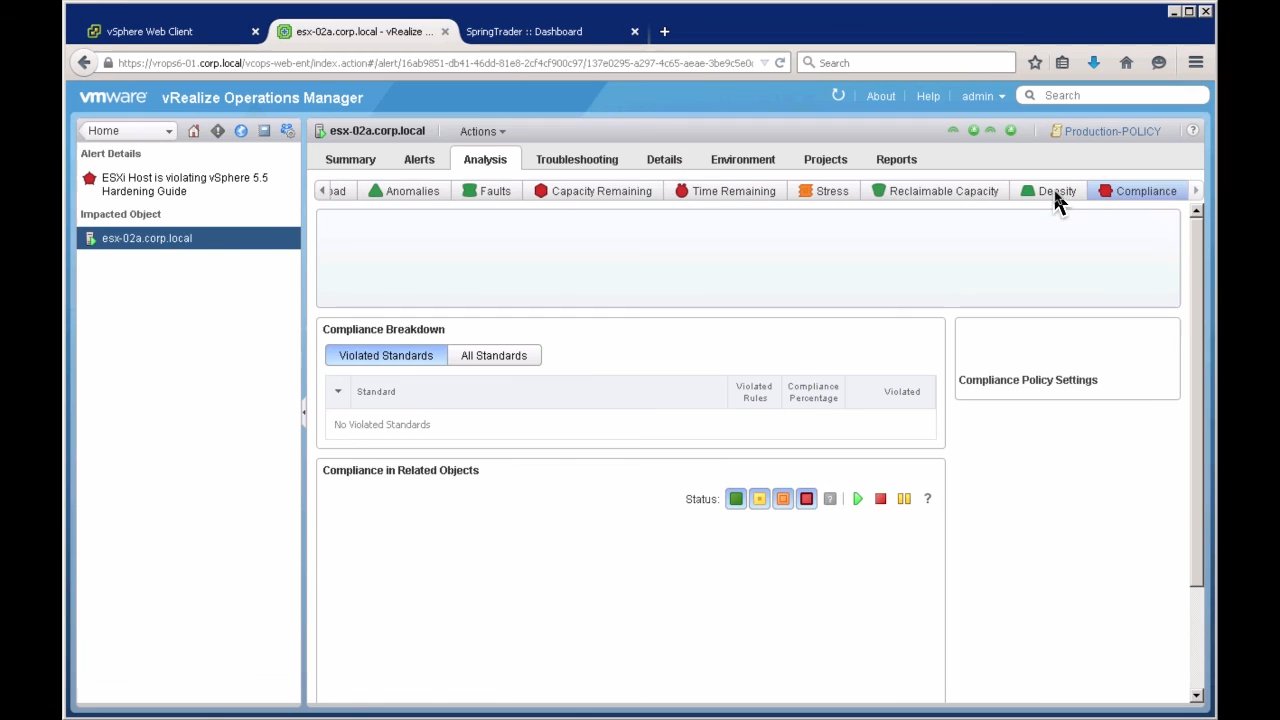 vSphere Web Client
esx-02a.corp.local - vRealize ...
SpringTrader :: Dashboard
https://vrops6-01.corp.local/vcops-web-ent/index.action#/alert/16ab9851-db41-46dd-81e8-2cf4cf900c97/137e0295-a297-4c65-aeae-3be9c5e0
Search
vmware vRealize Operations Manager
About Help admin Search
Home
esx-02a.corp.local Actions Production-POLICY ?
Alert Details
ESXi Host is violating vSphere 5.5
Hardening Guide
Impacted Object
esx-02a.corp.local
Summary Alerts Analysis Troubleshooting Details Environment Projects Reports
ad Anomalies Faults Capacity Remaining Time Remaining Stress Reclaimable Capacity Density Compliance
Compliance Breakdown
Violated Standards All Standards
Standard Violated Rules Compliance Percentage Violated
No Violated Standards
Compliance Policy Settings
Compliance in Related Objects
Status: ? ?